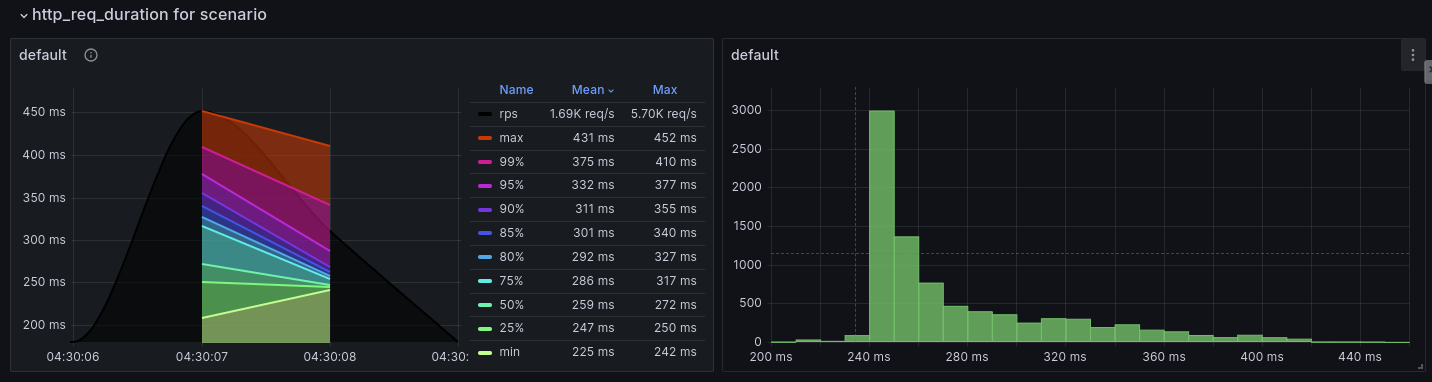 http_req_duration for scenario
default
450 ms
400 ms
350 ms
300 ms
250 ms
200 ms
04:30:06 04:30:07 04:30:08 04:30:
Name Mean Max
rps 1.69K req/s 5.70K req/s
max 431 ms 452 ms
99% 375 ms 410 ms
95% 332 ms 377 ms
90% 311 ms 355 ms
85% 301 ms 340 ms
80% 292 ms 327 ms
75% 286 ms 317 ms
50% 259 ms 272 ms
25% 247 ms 250 ms
min 225 ms 242 ms
default
3000
2500
2000
1500
1000
500
0
200 ms 240 ms 280 ms 320 ms 360 ms 400 ms 440 ms